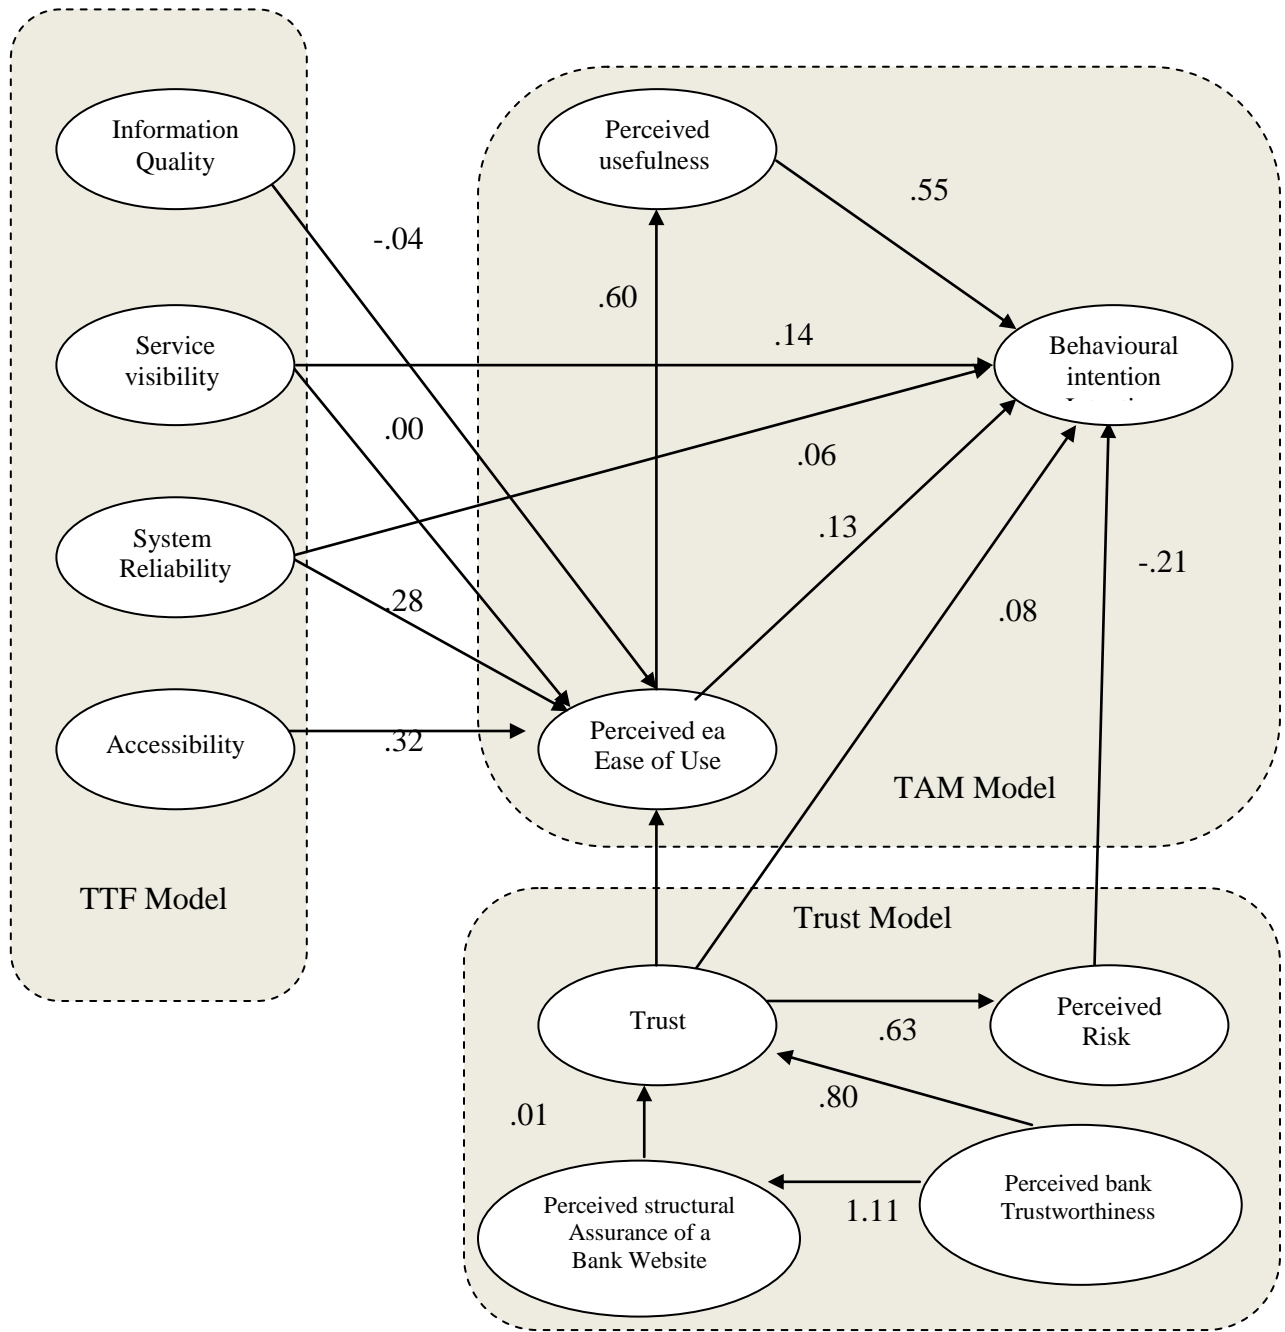 Information
Quality
Perceived
usefulness
.55
-.04
.60
Service
visibility
.14
Behavioural
intention
.00
.06
System
Reliability
.13
-.21
.28
.08
Accessibility
.32
Perceived ea
Ease of Use
TAM Model
TTF Model
Trust Model
Trust
Perceived
Risk
.63
.80
.01
Perceived structural
Assurance of a
Bank Website
1.11
Perceived bank
Trustworthiness